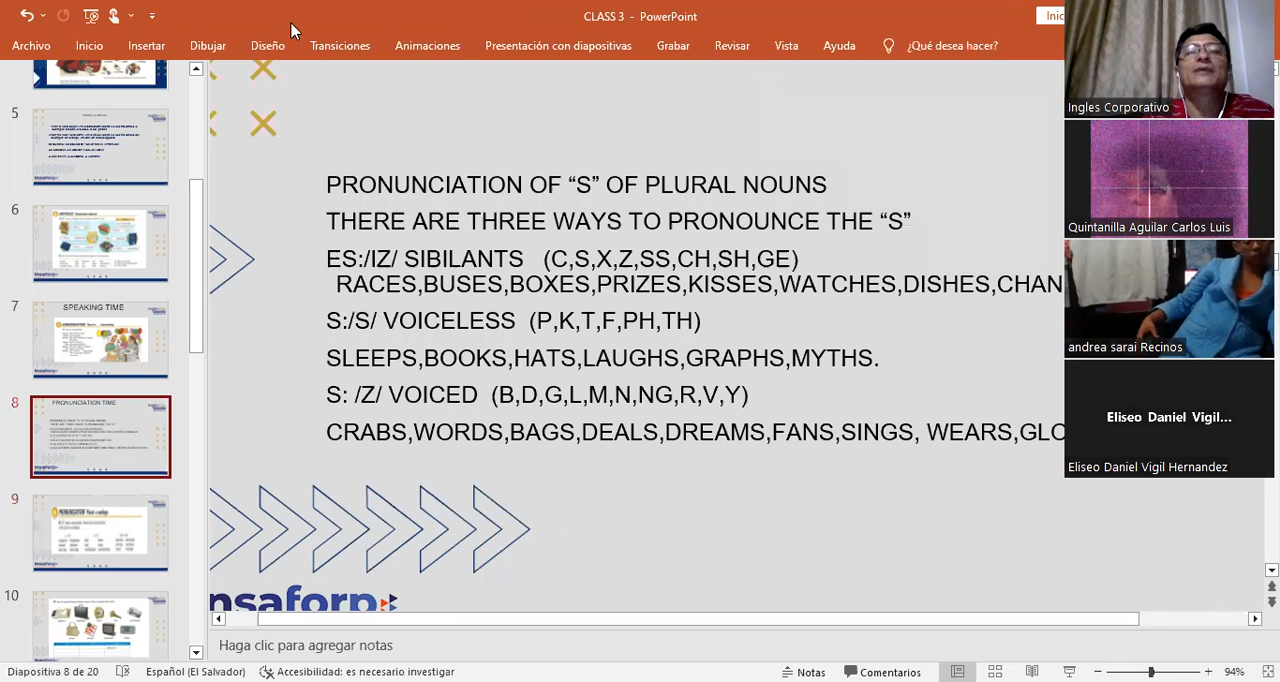 CLASS 3 - PowerPoint
Inic
Archivo Inicio Insertar Dibujar Diseño Transiciones Animaciones Presentación con diapositivas Grabar Revisar Vista Ayuda ¿Qué desea hacer?
5
6
7
SPEAKING TIME
8
PRONUNCIATION TIME
9
10
PRONUNCIATION OF “S” OF PLURAL NOUNS
THERE ARE THREE WAYS TO PRONOUNCE THE “S”
ES:/IZ/ SIBILANTS (C,S,X,Z,SS,CH,SH,GE)
RACES,BUSES,BOXES,PRIZES,KISSES,WATCHES,DISHES,CHAN
S:/S/ VOICELESS (P,K,T,F,PH,TH)
SLEEPS,BOOKS,HATS,LAUGHS,GRAPHS,MYTHS.
S: /Z/ VOICED (B,D,G,L,M,N,NG,R,V,Y)
CRABS,WORDS,BAGS,DEALS,DREAMS,FANS,SINGS, WEARS,GLO
nsaforp
Ingles Corporativo
Quintanilla Aguilar Carlos Luis
andrea sarai Recinos
Eliseo Daniel Vigil...
Eliseo Daniel Vigil Hernandez
Haga clic para agregar notas
Diapositiva 8 de 20 Español (El Salvador) Accesibilidad: es necesario investigar Notas Comentarios 94%